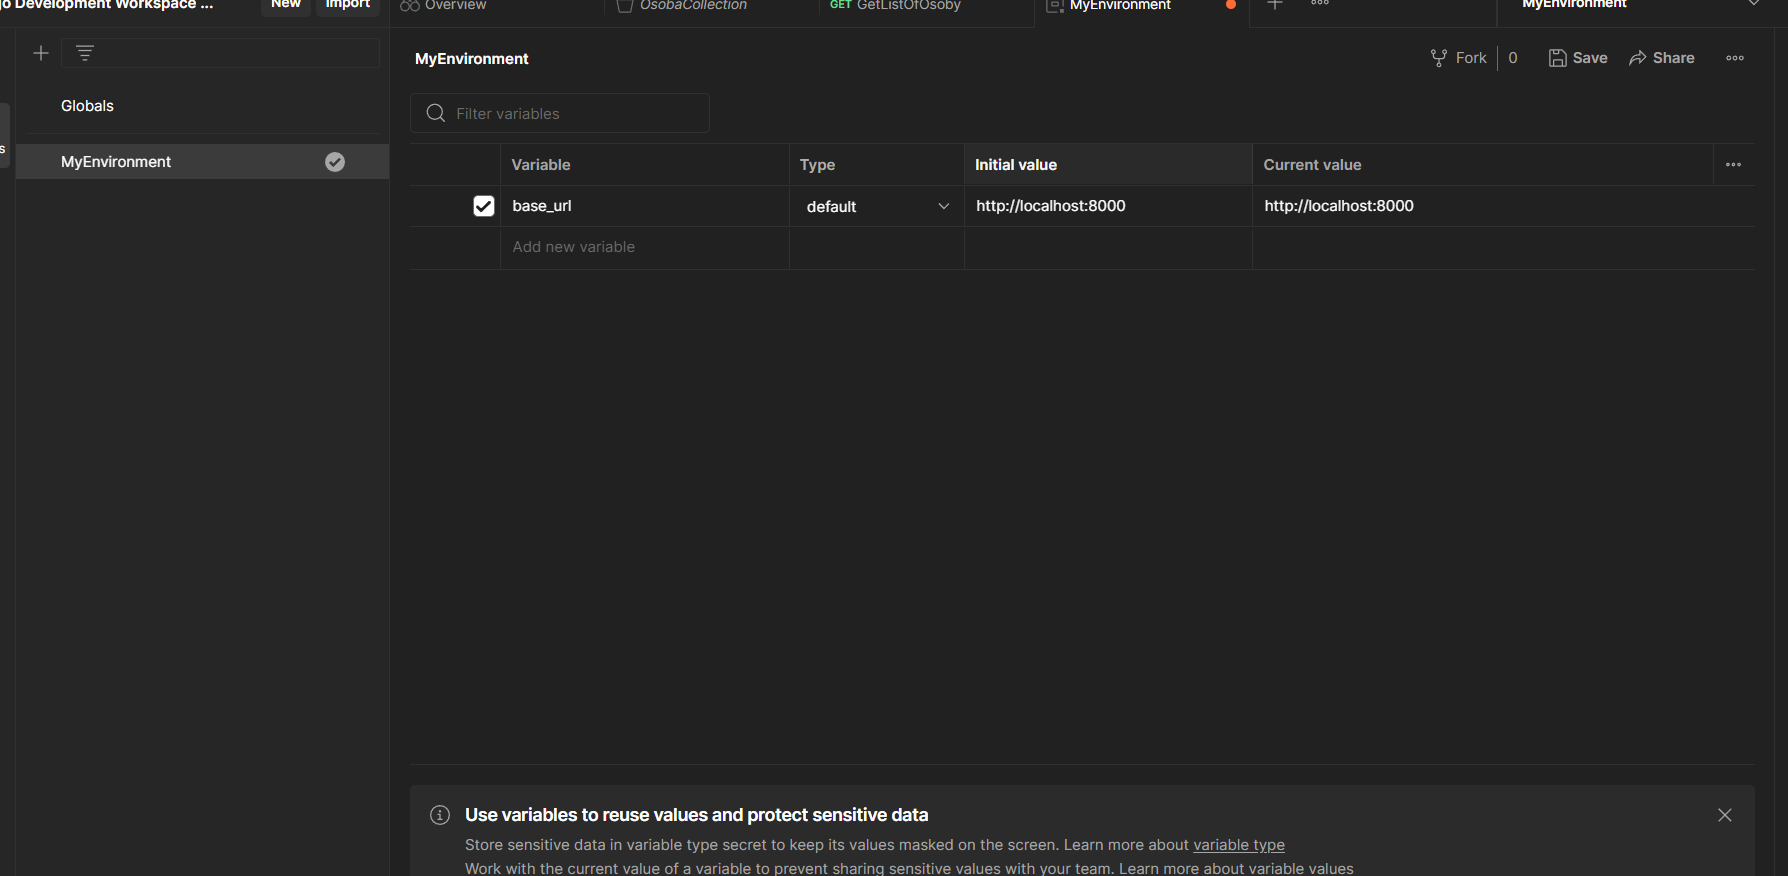 Development Workspace ...
New
Import
Overview
OsobaCollection
GET GetListOfOsoby
MyEnvironment
MyEnvironment
MyEnvironment
Fork
0
Save
Share
Globals
Filter variables
MyEnvironment
Variable
Type
Initial value
Current value
base_url
default
http://localhost:8000
http://localhost:8000
Add new variable
Use variables to reuse values and protect sensitive data
Store sensitive data in variable type secret to keep its values masked on the screen. Learn more about variable type
Work with the current value of a variable to prevent sharing sensitive values with your team. Learn more about variable values